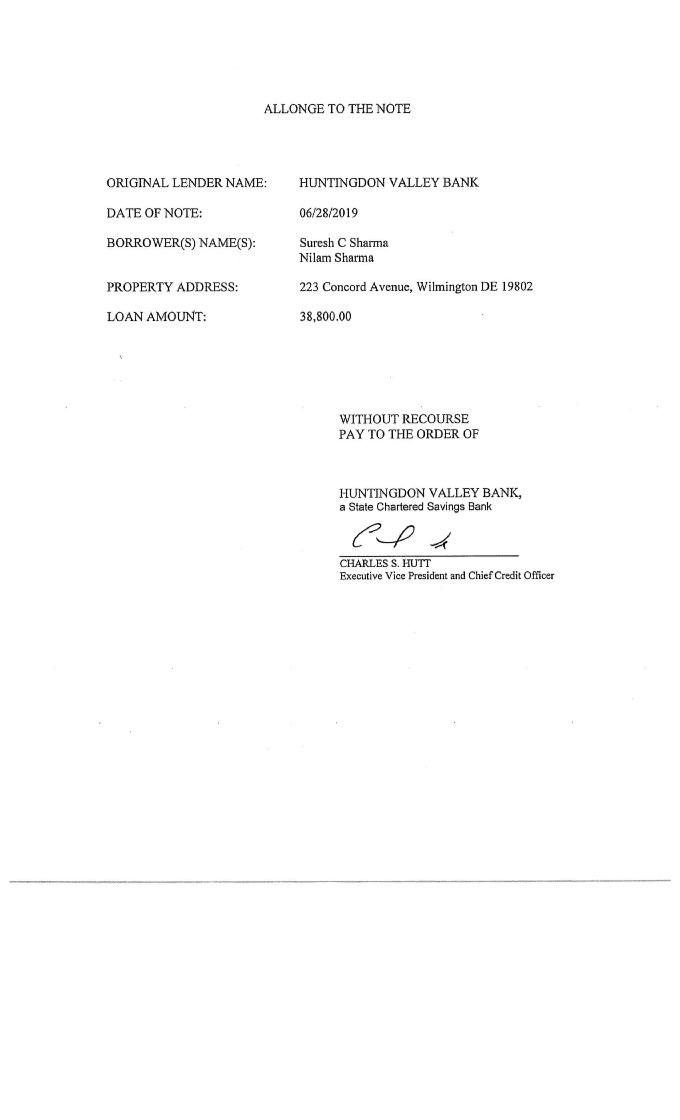 ALLONGE TO THE NOTE
ORIGINAL LENDER NAME: HUNTINGDON VALLEY BANK
DATE OF NOTE: 06/28/2019
BORROWER(S) NAME(S): Suresh C Sharma
Nilam Sharma
PROPERTY ADDRESS: 223 Concord Avenue, Wilmington DE 19802
LOAN AMOUNT: 38,800.00
WITHOUT RECOURSE
PAY TO THE ORDER OF
HUNTINGDON VALLEY BANK,
a State Chartered Savings Bank
CHARLES S. HUTT
Executive Vice President and Chief Credit Officer